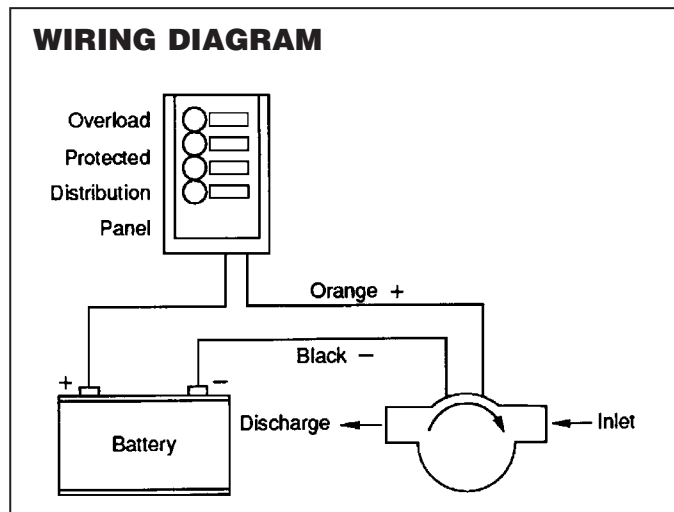 WIRING DIAGRAM
Overload
Protected
Distribution
Panel
Orange +
Black −
+ −
Battery
Discharge
Inlet